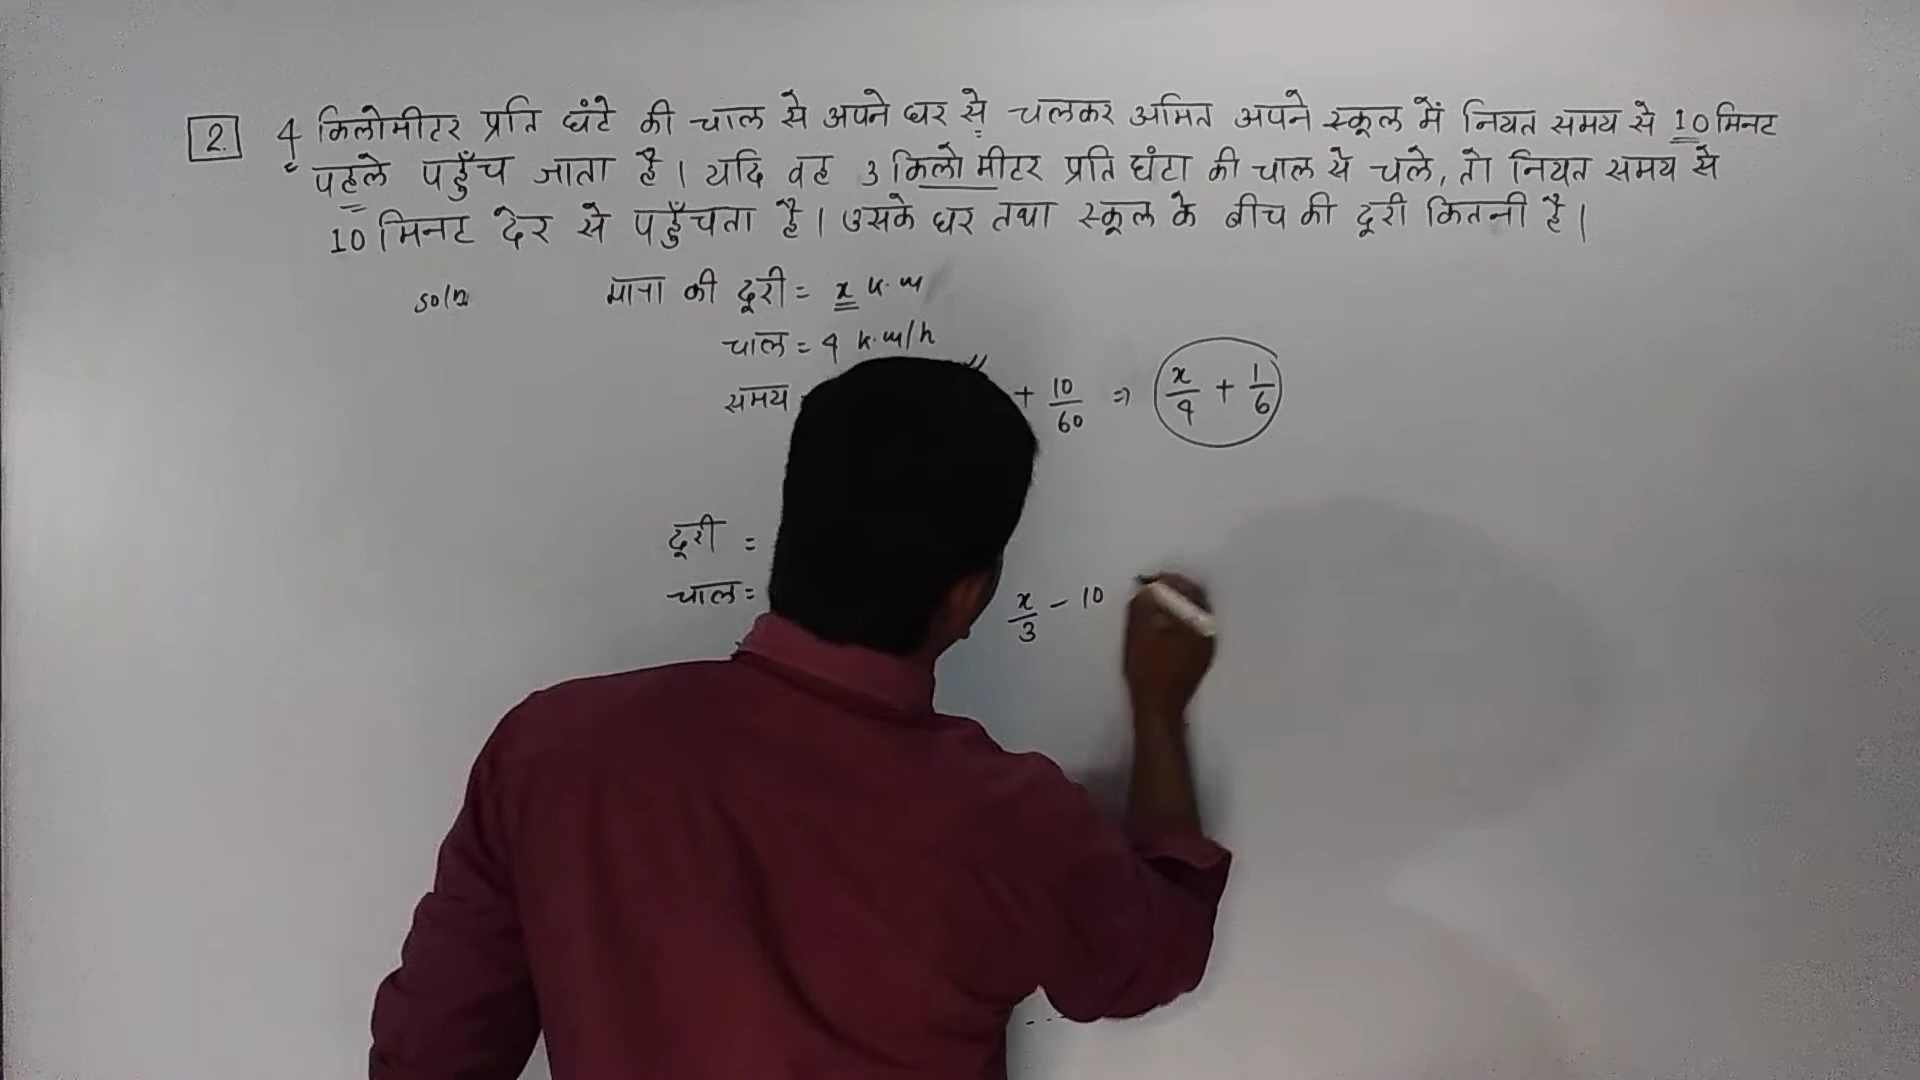 2. 4 किलोमीटर प्रति घंटे की चाल से अपने घर से चलकर अमित अपने स्कूल में नियत समय से 10 मिनट
पहले पहुँच जाता है। यदि वह 3 किलोमीटर प्रति घंटा की चाल से चले, तो नियत समय से
10 मिनट देर से पहुँचता है। उसके घर तथा स्कूल के बीच की दूरी कितनी है।
soln माना की दूरी = x k.m
चाल = 4 k.m/h
समय + 10/60 ⇒ x/4 + 1/6
दूरी =
चाल =
x/3 - 10